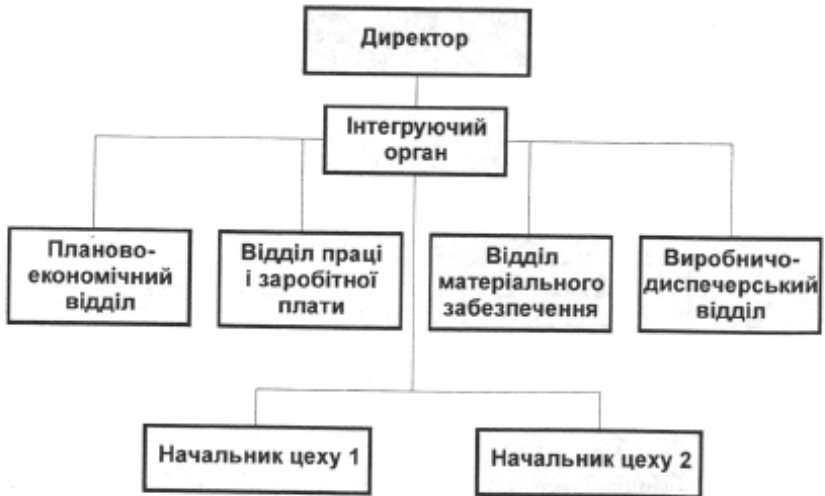 Директор
Інтегруючий
орган
Планово-
економічний
відділ
Відділ праці
і заробітної
плати
Відділ
матеріального
забезпечення
Виробничо-
диспечерський
відділ
Начальник цеху 1
Начальник цеху 2